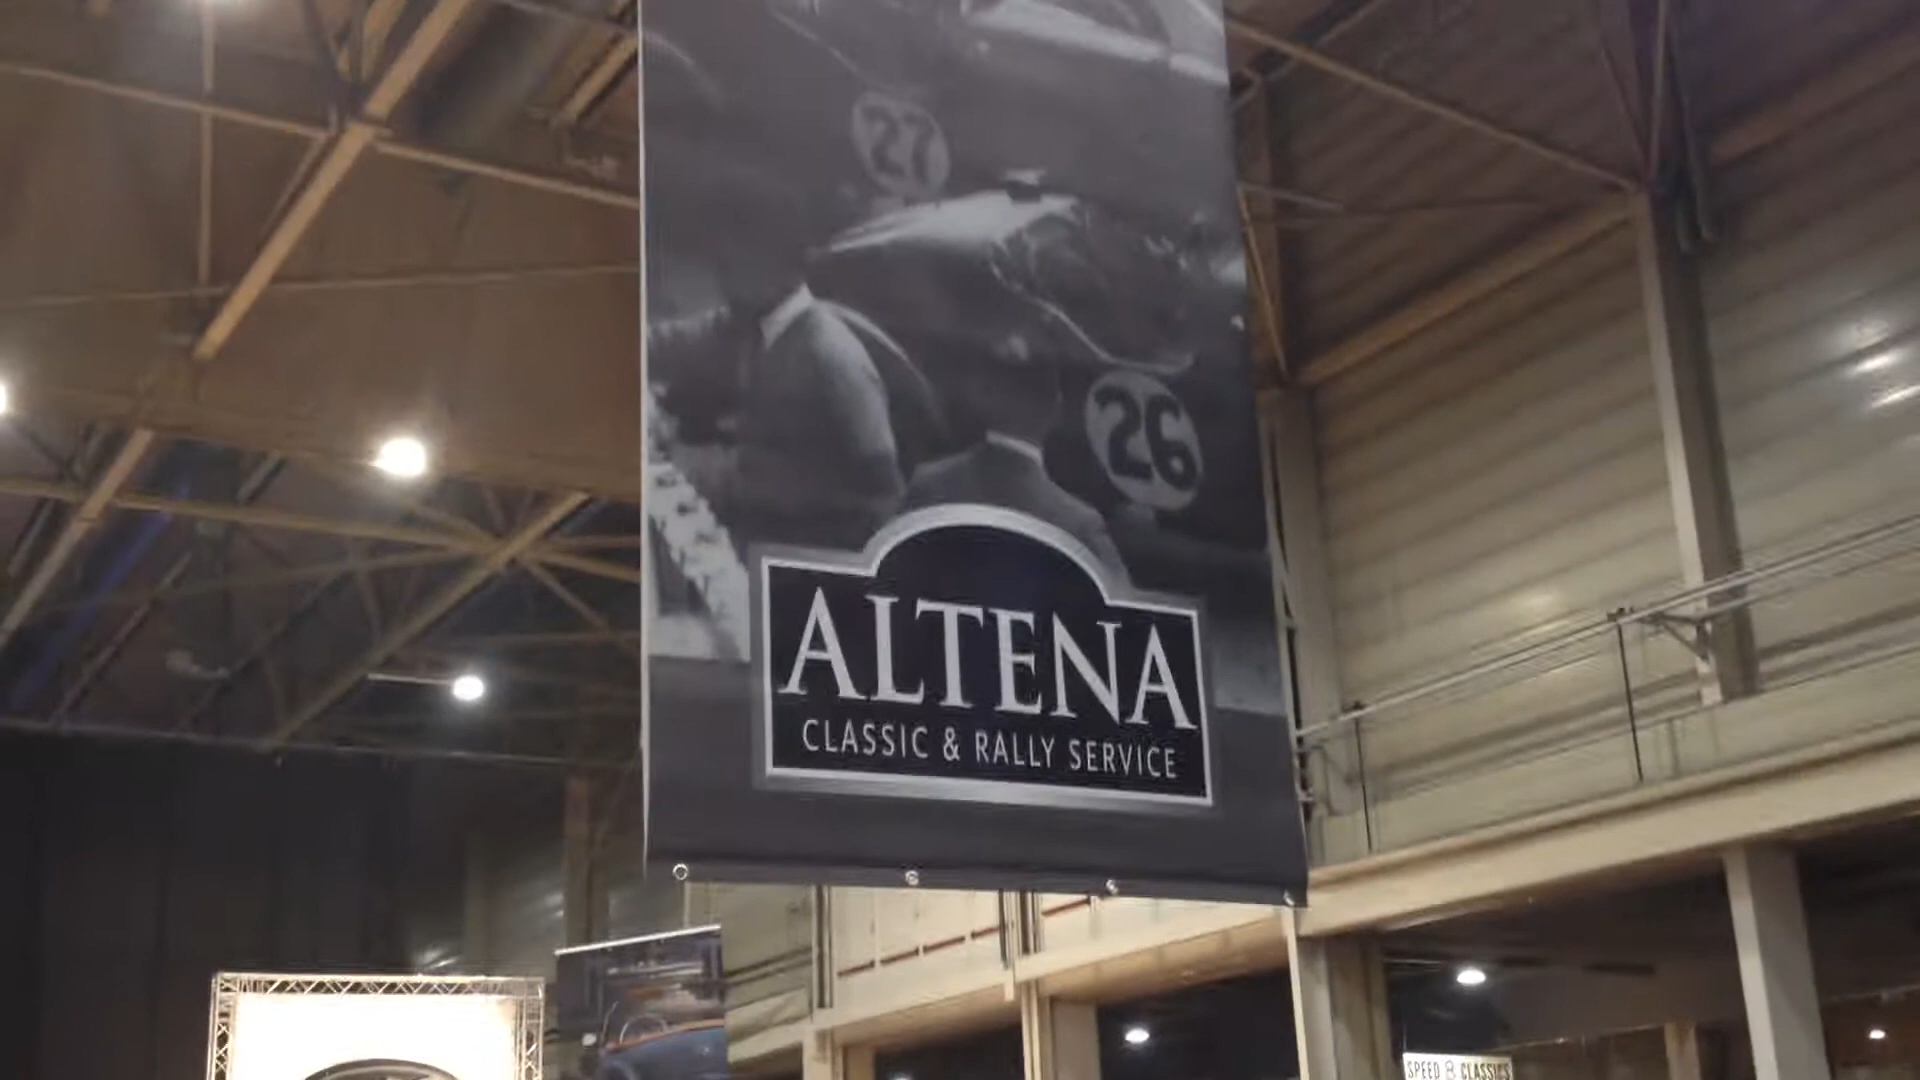 27
26
ALTENA
CLASSIC & RALLY SERVICE
SPEED 8 CLASSICS